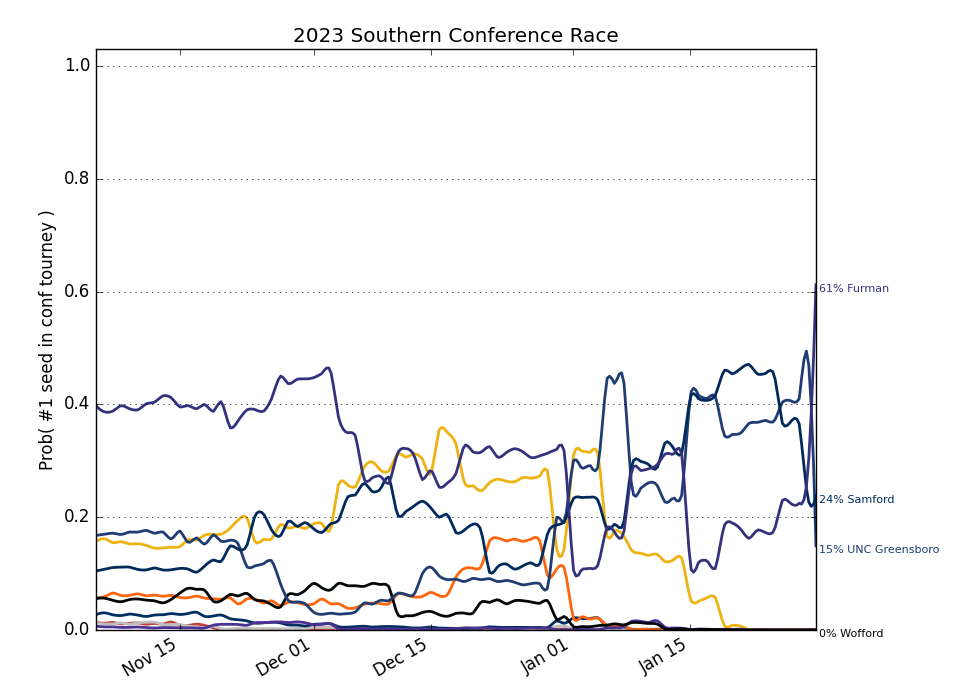 2023 Southern Conference Race
Prob( #1 seed in conf tourney )
1.0
0.8
0.6
0.4
0.2
0.0
61% Furman
24% Samford
15% UNC Greensboro
0% Wofford
Nov 15
Dec 01
Dec 15
Jan 01
Jan 15